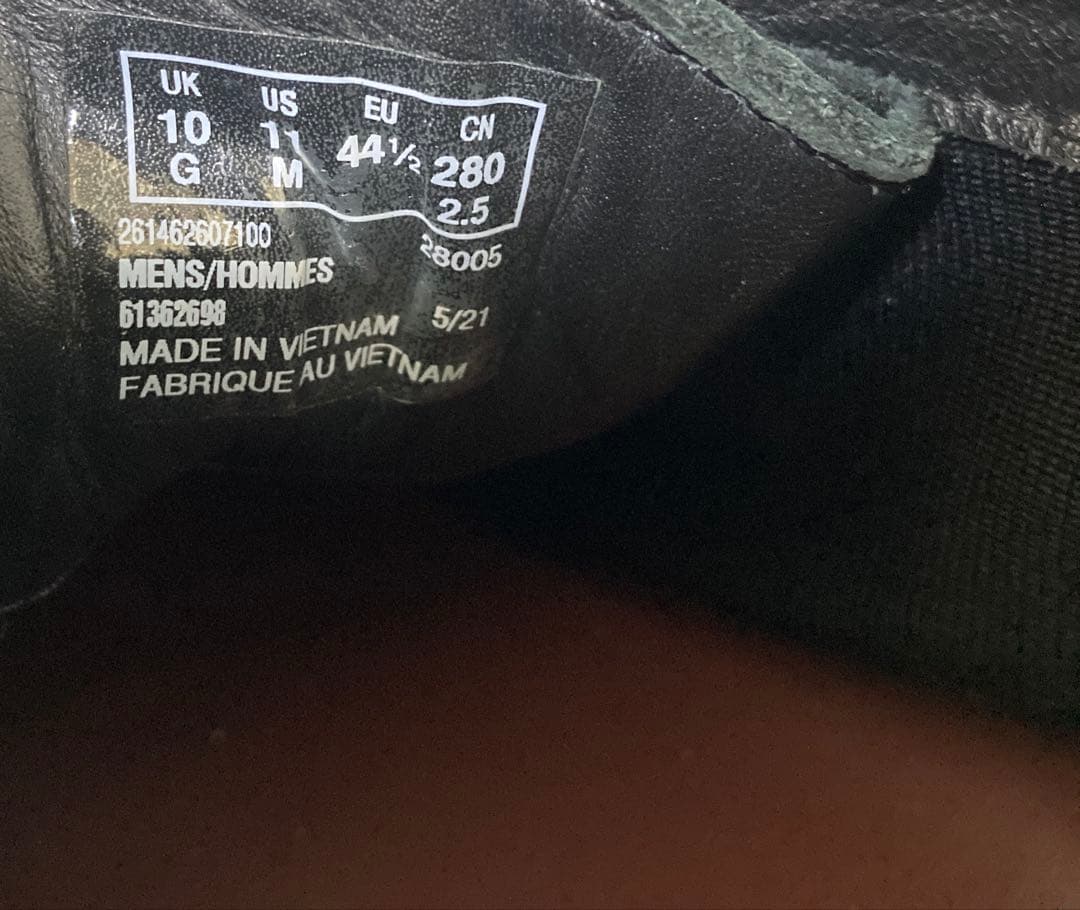 UK US EU CN
10 11 44½ 280
G M 2.5
261462607100 28005
MENS/HOMMES
61362698 5/21
MADE IN VIETNAM
FABRIQUE AU VIETNAM